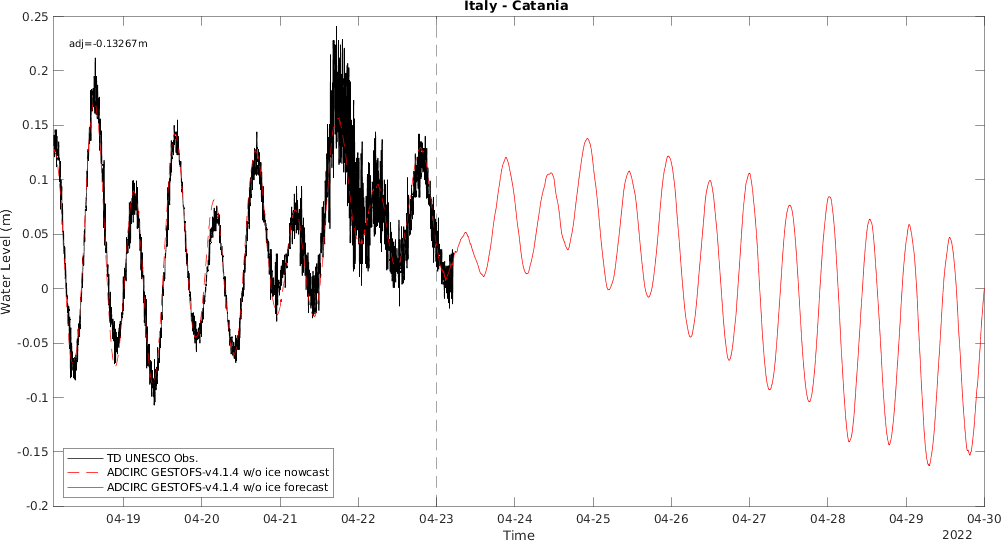 Italy - Catania
adj=-0.13267m
0.25
0.2
0.15
0.1
0.05
0
-0.05
-0.1
-0.15
-0.2
Water Level (m)
TD UNESCO Obs.
ADCIRC GESTOFS-v4.1.4 w/o ice nowcast
ADCIRC GESTOFS-v4.1.4 w/o ice forecast
04-19 04-20 04-21 04-22 04-23 04-24 04-25 04-26 04-27 04-28 04-29 04-30
Time
2022